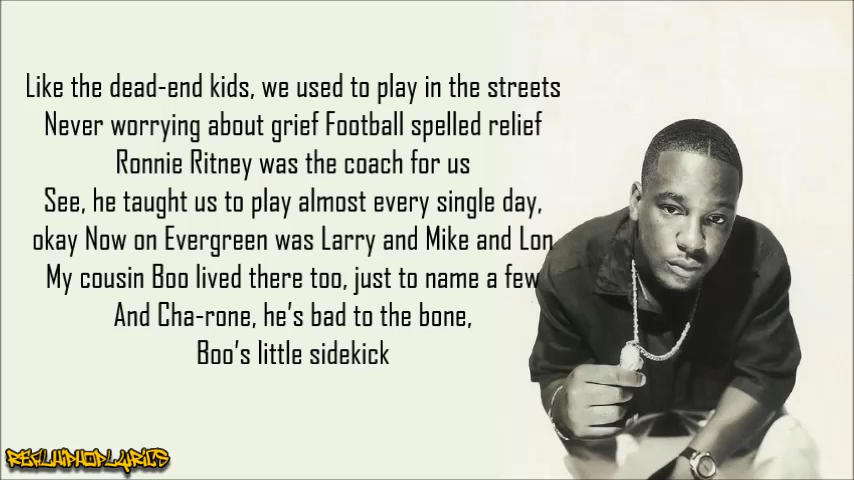 Like the dead-end kids, we used to play in the streets
Never worrying about grief Football spelled relief
Ronnie Ritney was the coach for us
See, he taught us to play almost every single day,
okay Now on Evergreen was Larry and Mike and Lon
My cousin Boo lived there too, just to name a few
And Cha-rone, he's bad to the bone,
Boo's little sidekick
REALHIPHOPLYRICS